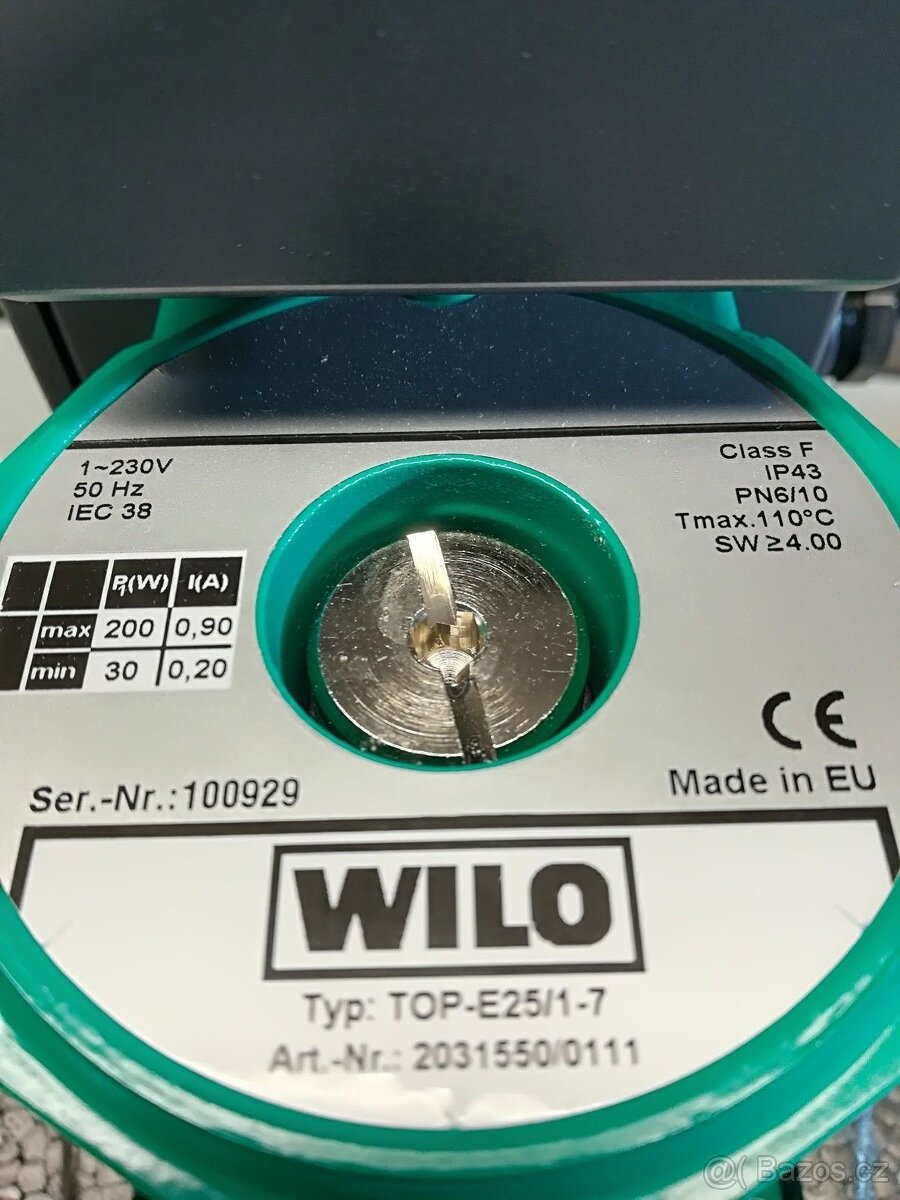 1~230V
50 Hz
IEC 38
Class F
IP43
PN6/10
Tmax.110°C
SW ≥4.00
P1(W) I(A)
max 200 0,90
min 30 0,20
CE
Ser.-Nr.:100929
Made in EU
WILO
Typ: TOP-E25/1-7
Art.-Nr.: 2031550/0111
@( Bazos.cz